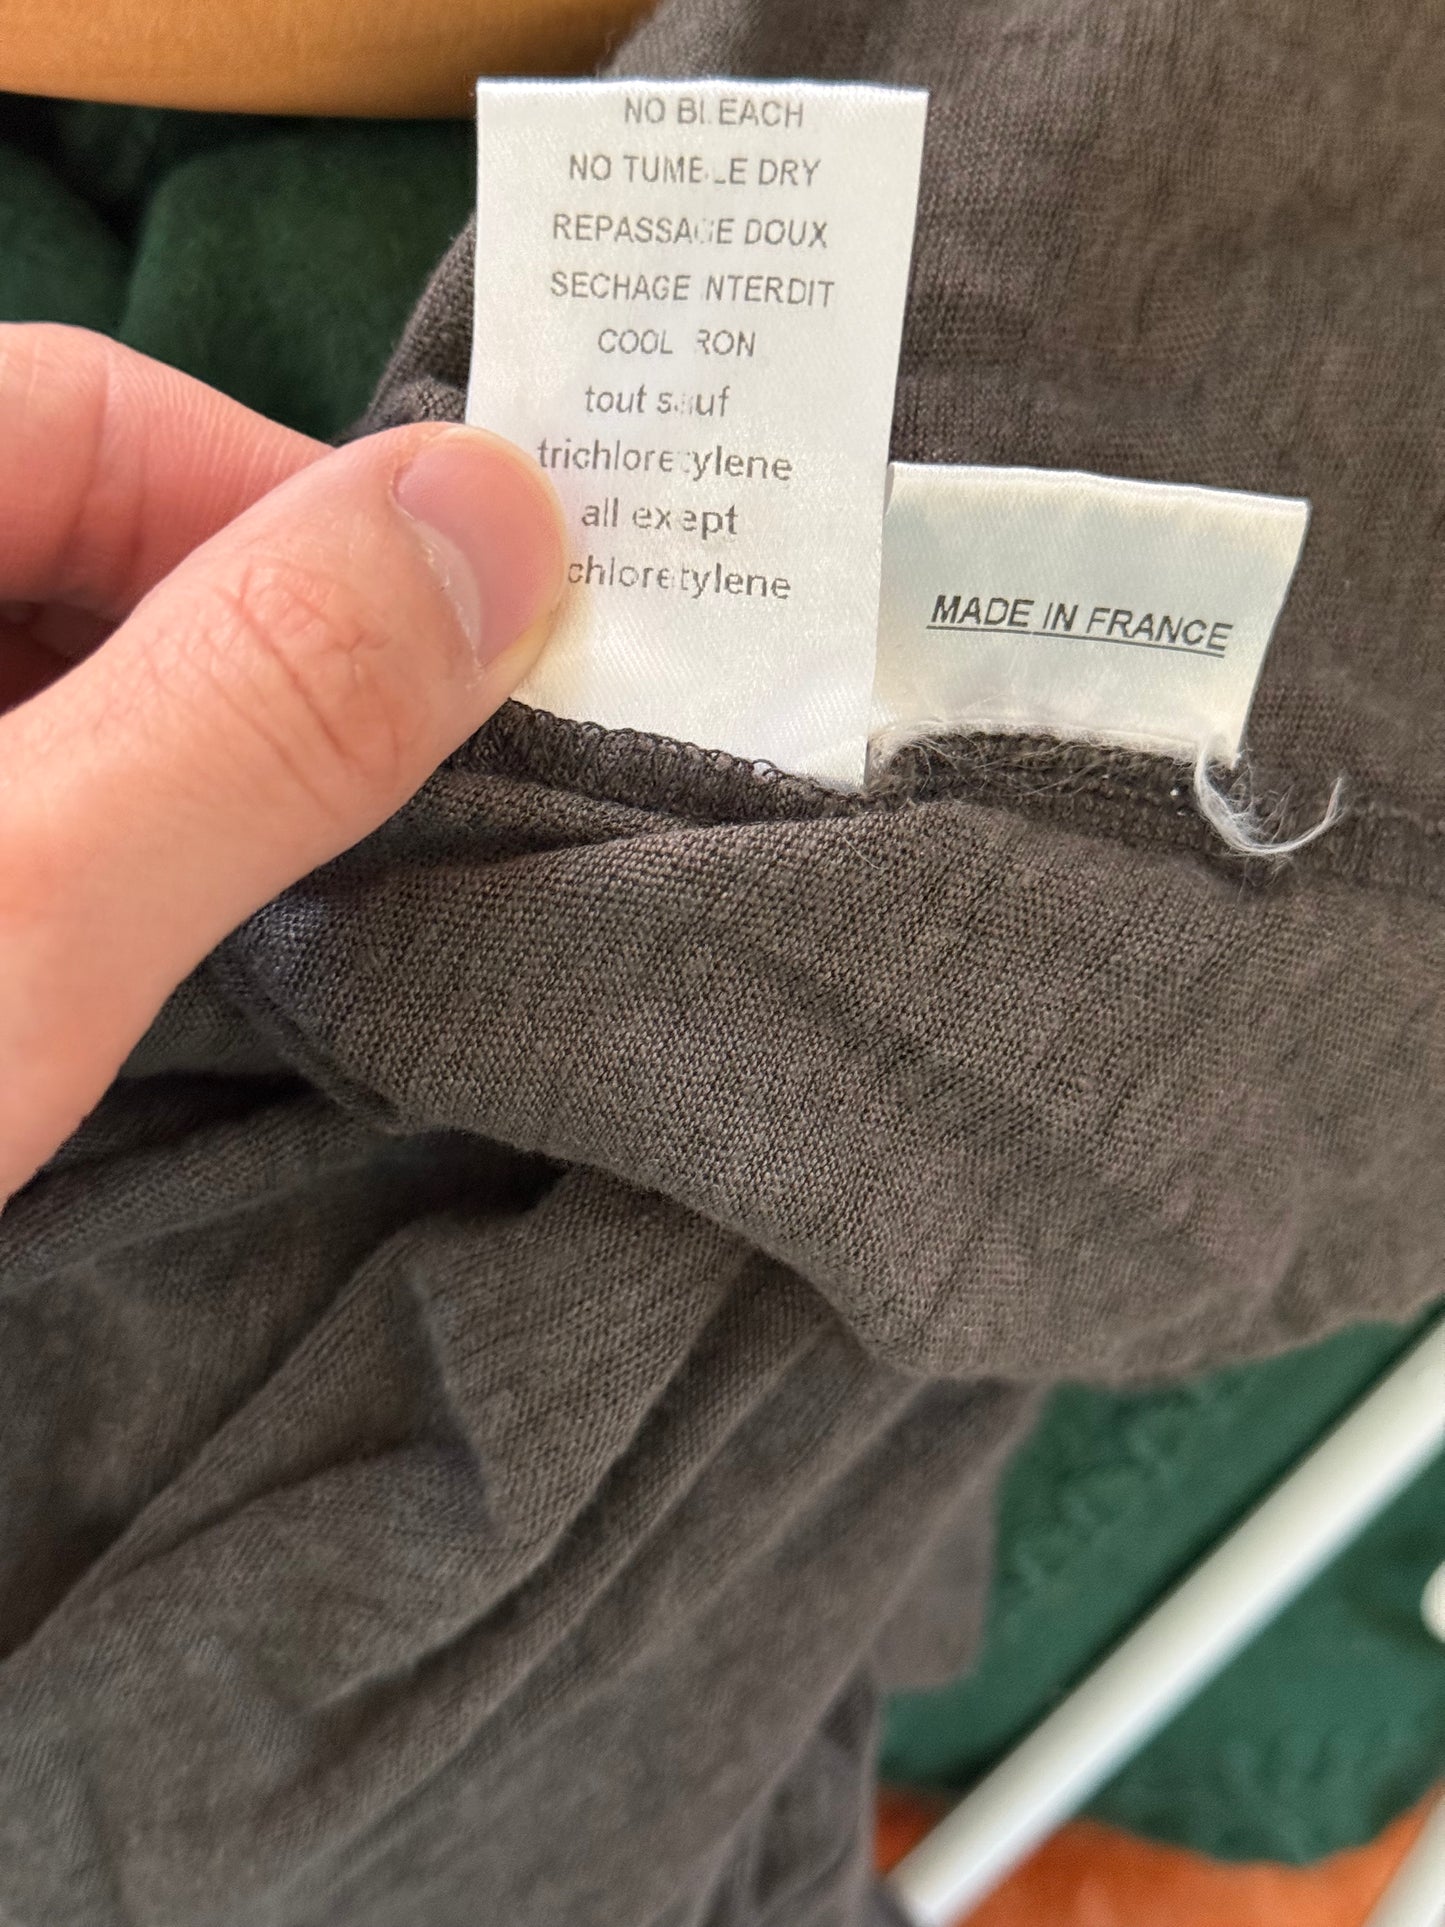 NO BLEACH
NO TUMBLE DRY
REPASSAGE DOUX
SECHAGE INTERDIT
COOL IRON
tout sauf
trichloretylene
all exept
chloretylene
MADE IN FRANCE